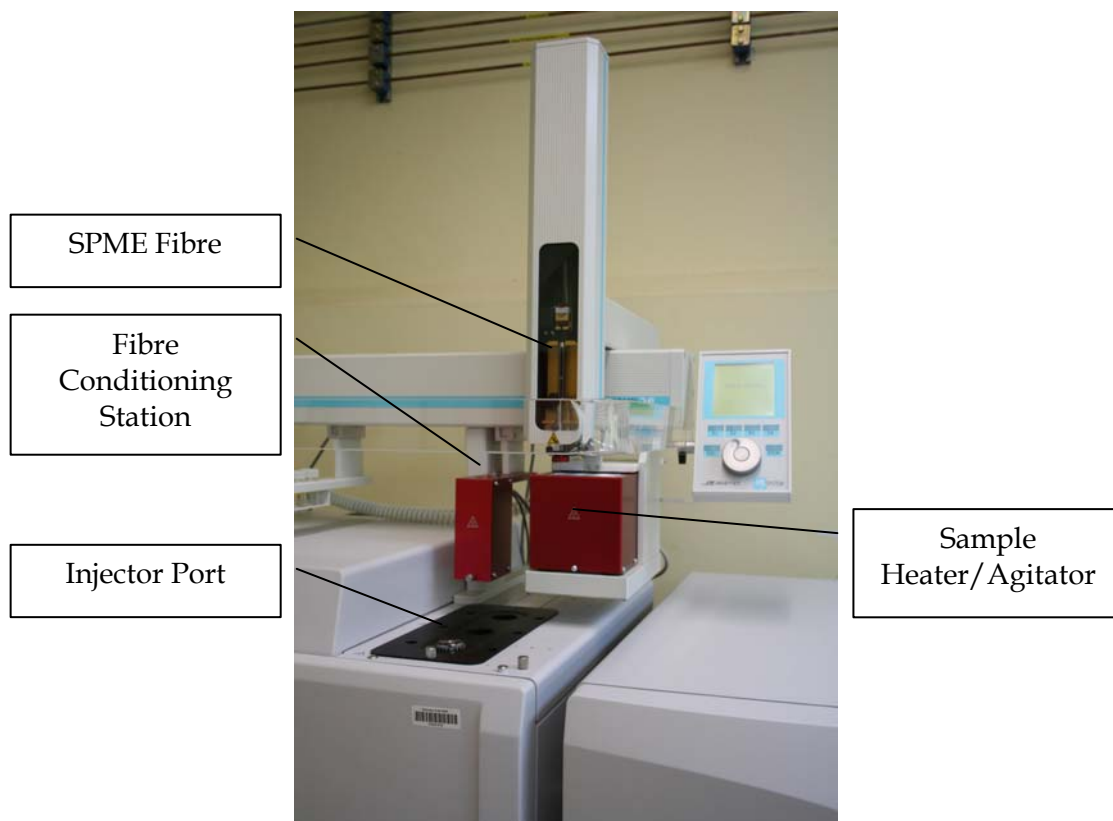 SPME Fibre
Fibre
Conditioning
Station
Injector Port
Sample
Heater/Agitator